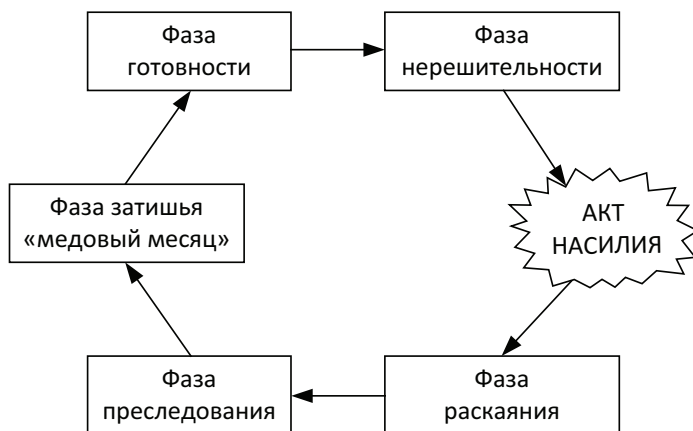 Фаза
готовности
Фаза
нерешительности
АКТ
НАСИЛИЯ
Фаза
раскаяния
Фаза
преследования
Фаза затишья
«медовый месяц»